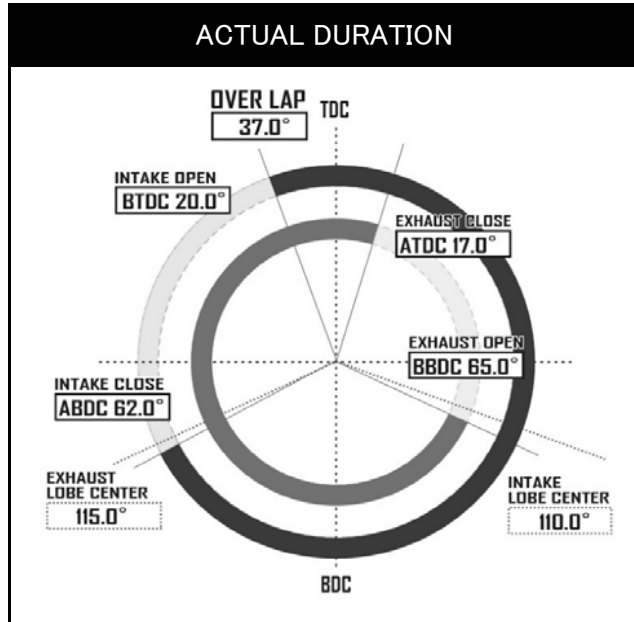 ACTUAL DURATION
OVER LAP
37.0°
TDC
INTAKE OPEN
BTDC 20.0°
EXHAUST CLOSE
ATDC 17.0°
EXHAUST OPEN
BBDC 65.0°
INTAKE CLOSE
ABDC 62.0°
EXHAUST
LOBE CENTER
115.0°
INTAKE
LOBE CENTER
110.0°
BDC